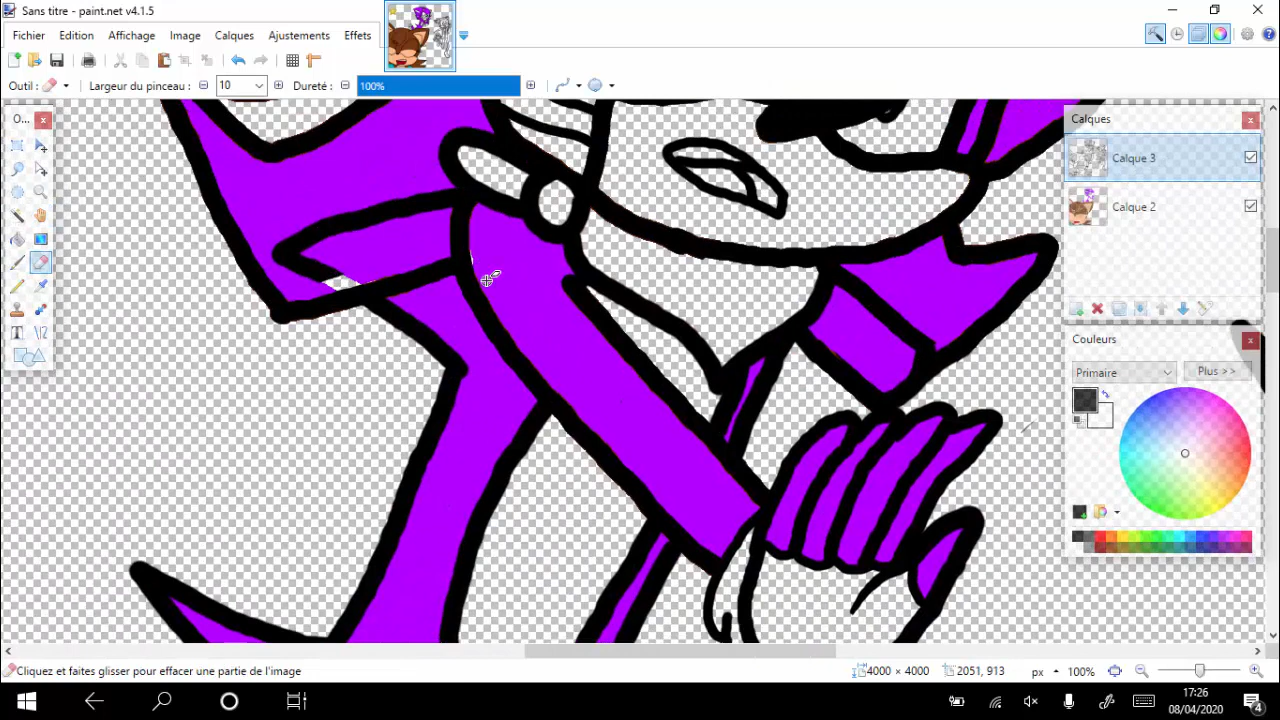 Sans titre - paint.net v4.1.5
Fichier Edition Affichage Image Calques Ajustements Effets
Outil : Largeur du pinceau : 10 Dureté : 100%
O...
Calques
Calque 3
Calque 2
Couleurs
Primaire Plus >>
Cliquez et faites glisser pour effacer une partie de l'image 4000 × 4000 2051, 913 px 100%
17:26
08/04/2020
4